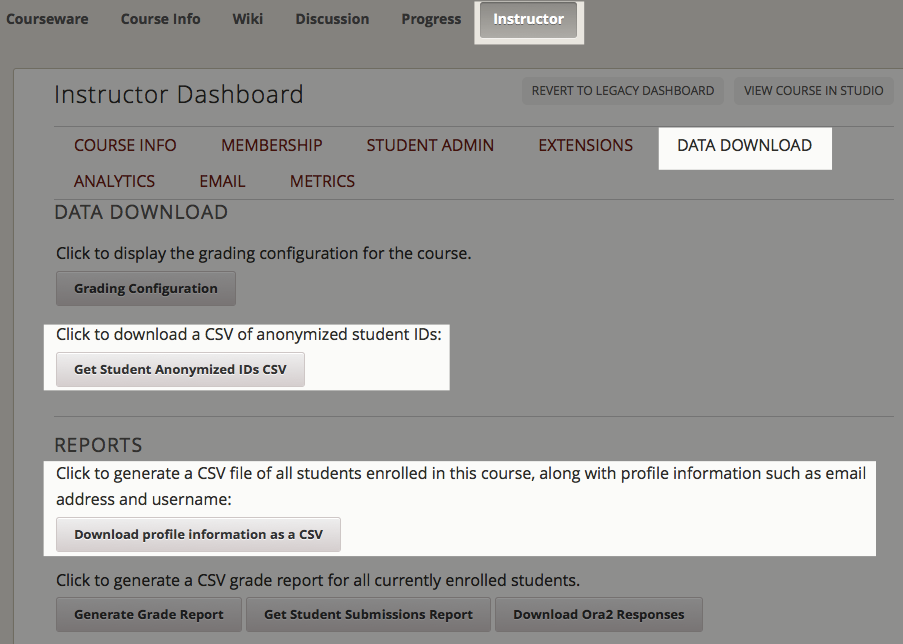 Courseware Course Info Wiki Discussion Progress Instructor
Instructor Dashboard REVERT TO LEGACY DASHBOARD VIEW COURSE IN STUDIO
COURSE INFO MEMBERSHIP STUDENT ADMIN EXTENSIONS DATA DOWNLOAD
ANALYTICS EMAIL METRICS
DATA DOWNLOAD
Click to display the grading configuration for the course.
Grading Configuration
Click to download a CSV of anonymized student IDs:
Get Student Anonymized IDs CSV
REPORTS
Click to generate a CSV file of all students enrolled in this course, along with profile information such as email
address and username:
Download profile information as a CSV
Click to generate a CSV grade report for all currently enrolled students.
Generate Grade Report Get Student Submissions Report Download Ora2 Responses